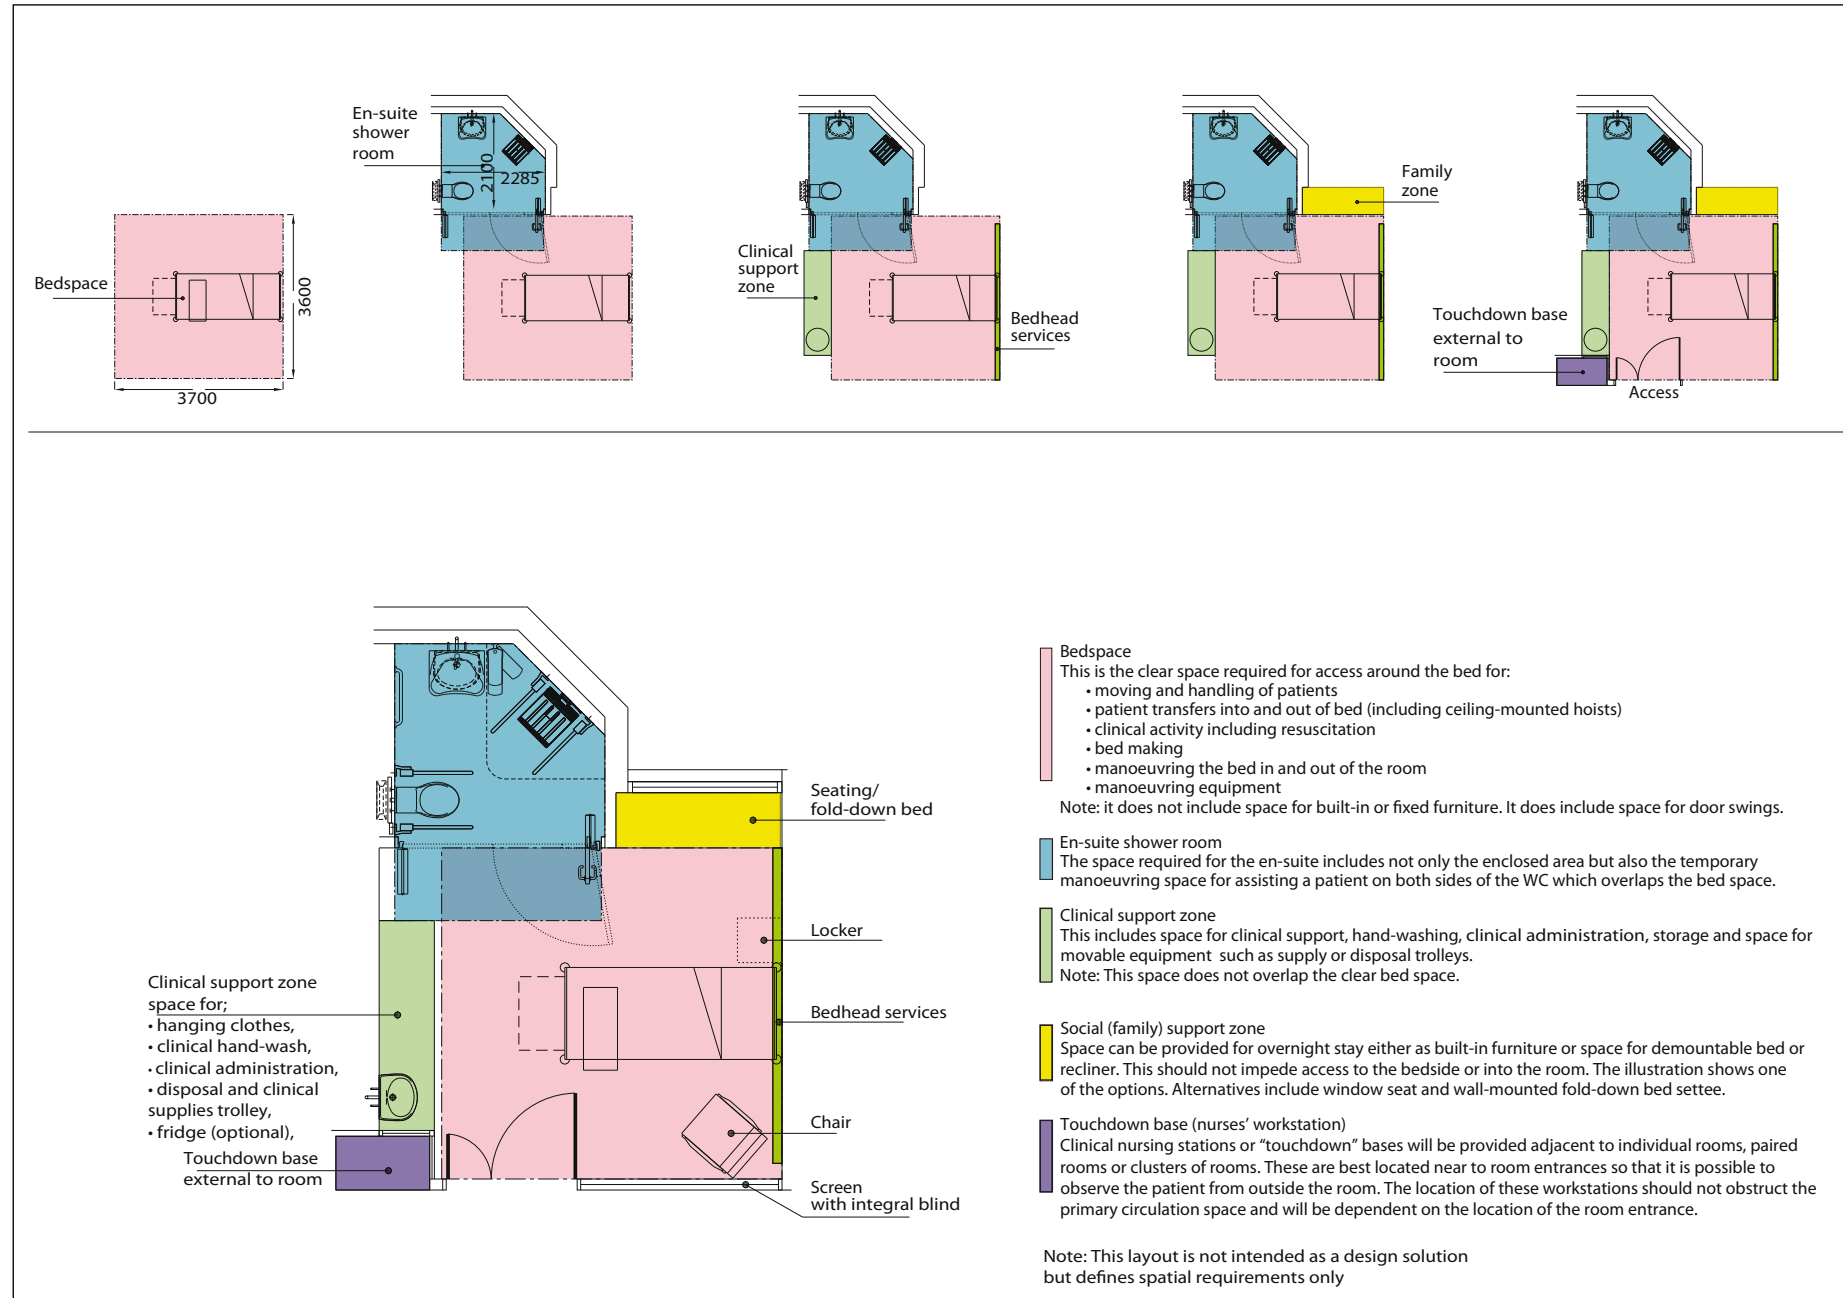 En-suite
shower
room
2100
2285
Bedspace
3600
3700
Clinical
support
zone
Bedhead
services
Family
zone
Touchdown base
external to
room
Access
Seating/
fold-down bed
Locker
Bedhead services
Chair
Screen
with integral blind
Clinical support zone
space for;
• hanging clothes,
• clinical hand-wash,
• clinical administration,
• disposal and clinical
supplies trolley,
• fridge (optional),
Touchdown base
external to room
Bedspace
This is the clear space required for access around the bed for:
• moving and handling of patients
• patient transfers into and out of bed (including ceiling-mounted hoists)
• clinical activity including resuscitation
• bed making
• manoeuvring the bed in and out of the room
• manoeuvring equipment
Note: it does not include space for built-in or fixed furniture. It does include space for door swings.
En-suite shower room
The space required for the en-suite includes not only the enclosed area but also the temporary
manoeuvring space for assisting a patient on both sides of the WC which overlaps the bed space.
Clinical support zone
This includes space for clinical support, hand-washing, clinical administration, storage and space for
movable equipment such as supply or disposal trolleys.
Note: This space does not overlap the clear bed space.
Social (family) support zone
Space can be provided for overnight stay either as built-in furniture or space for demountable bed or
recliner. This should not impede access to the bedside or into the room. The illustration shows one
of the options. Alternatives include window seat and wall-mounted fold-down bed settee.
Touchdown base (nurses’ workstation)
Clinical nursing stations or “touchdown” bases will be provided adjacent to individual rooms, paired
rooms or clusters of rooms. These are best located near to room entrances so that it is possible to
observe the patient from outside the room. The location of these workstations should not obstruct the
primary circulation space and will be dependent on the location of the room entrance.
Note: This layout is not intended as a design solution
but defines spatial requirements only